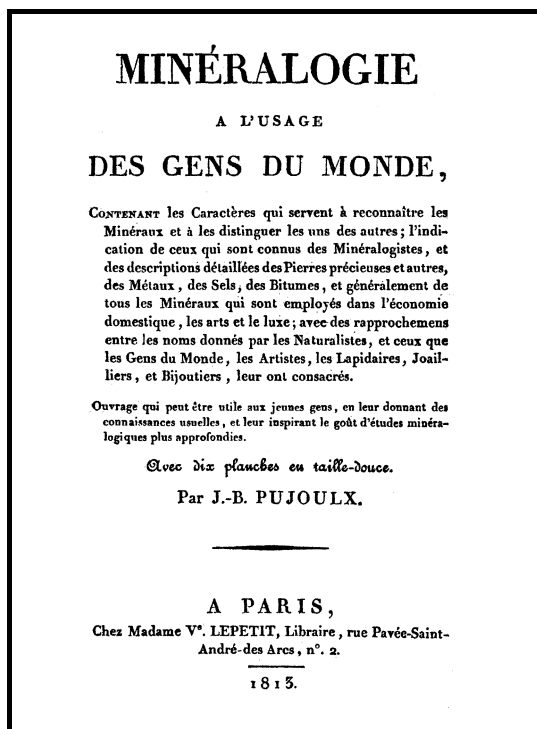 MINÉRALOGIE
A L'USAGE
DES GENS DU MONDE,
CONTENANT les Caractères qui servent à reconnaître les
Minéraux et à les distinguer les uns des autres ; l'indi-
cation de ceux qui sont connus des Minéralogistes, et
des descriptions détaillées des Pierres précieuses et autres,
des Métaux, des Sels, des Bitumes, et généralement de
tous les Minéraux qui sont employés dans l'économie
domestique, les arts et le luxe ; avec des rapprochemens
entre les noms donnés par les Naturalistes, et ceux que
les Gens du Monde, les Artistes, les Lapidaires, Joail-
liers, et Bijoutiers, leur ont consacrés.
Ouvrage qui peut être utile aux jeunes gens, en leur donnant des
connaissances usuelles, et leur inspirant le goût d'études minéra-
logiques plus approfondies.
Avec dix planches en taille-douce.
Par J.-B. PUJOULX.
A PARIS,
Chez Madame Ve. LEPETIT, Libraire, rue Pavée-Saint-
André-des Arcs, n°. 2.
1813.